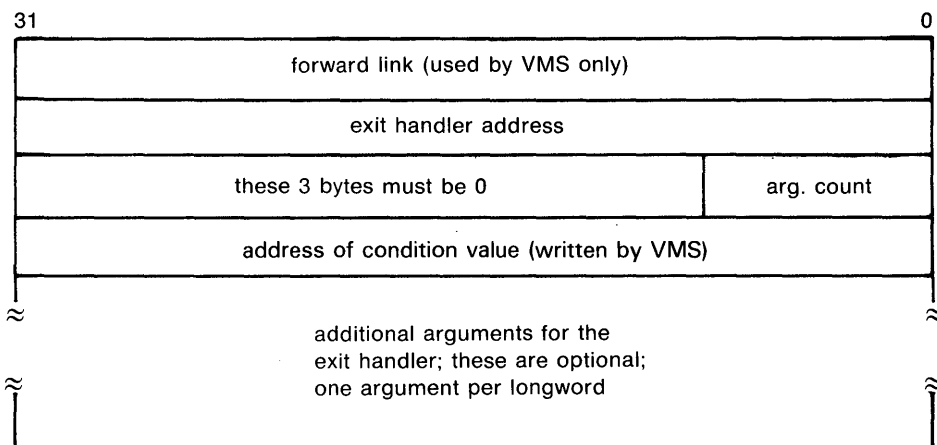 31 0
forward link (used by VMS only)
exit handler address
these 3 bytes must be 0 arg. count
address of condition value (written by VMS)
additional arguments for the
exit handler; these are optional;
one argument per longword